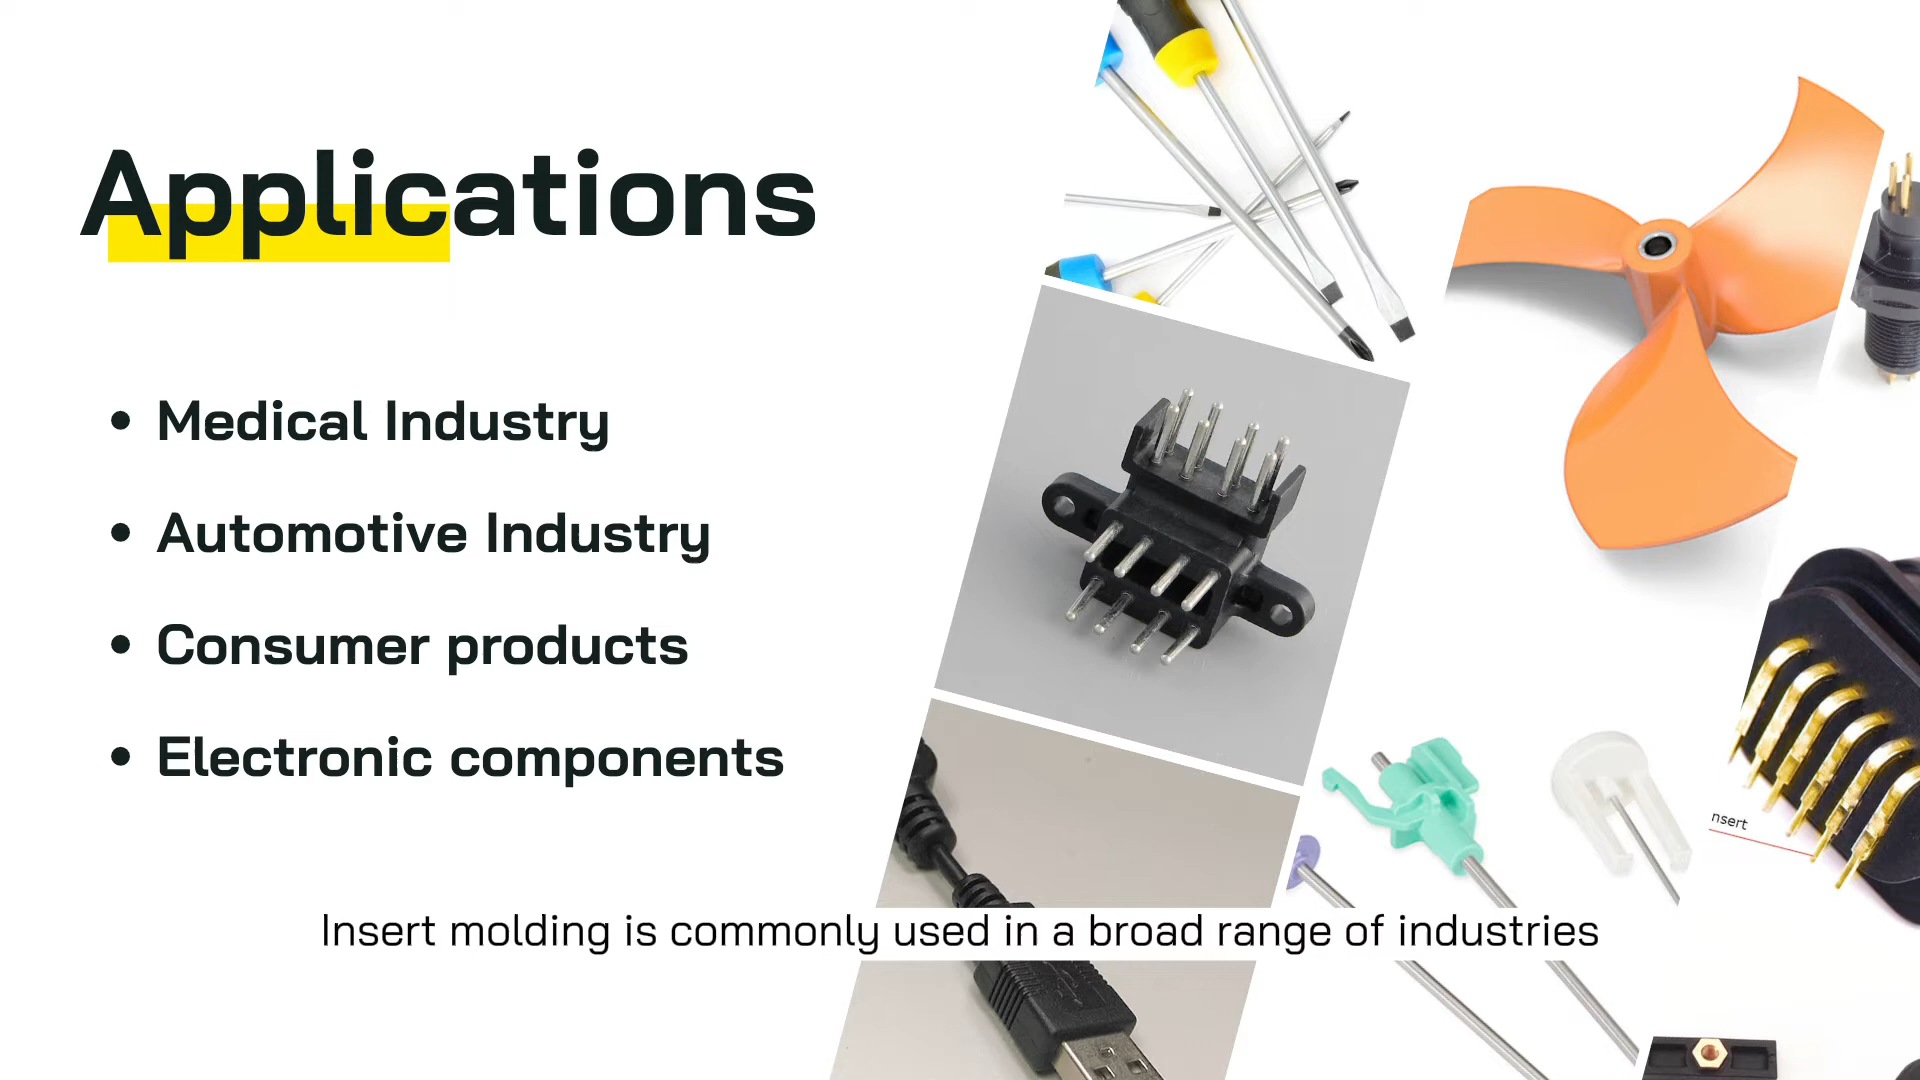 Applications
• Medical Industry
• Automotive Industry
• Consumer products
• Electronic components
nsert
Insert molding is commonly used in a broad range of industries